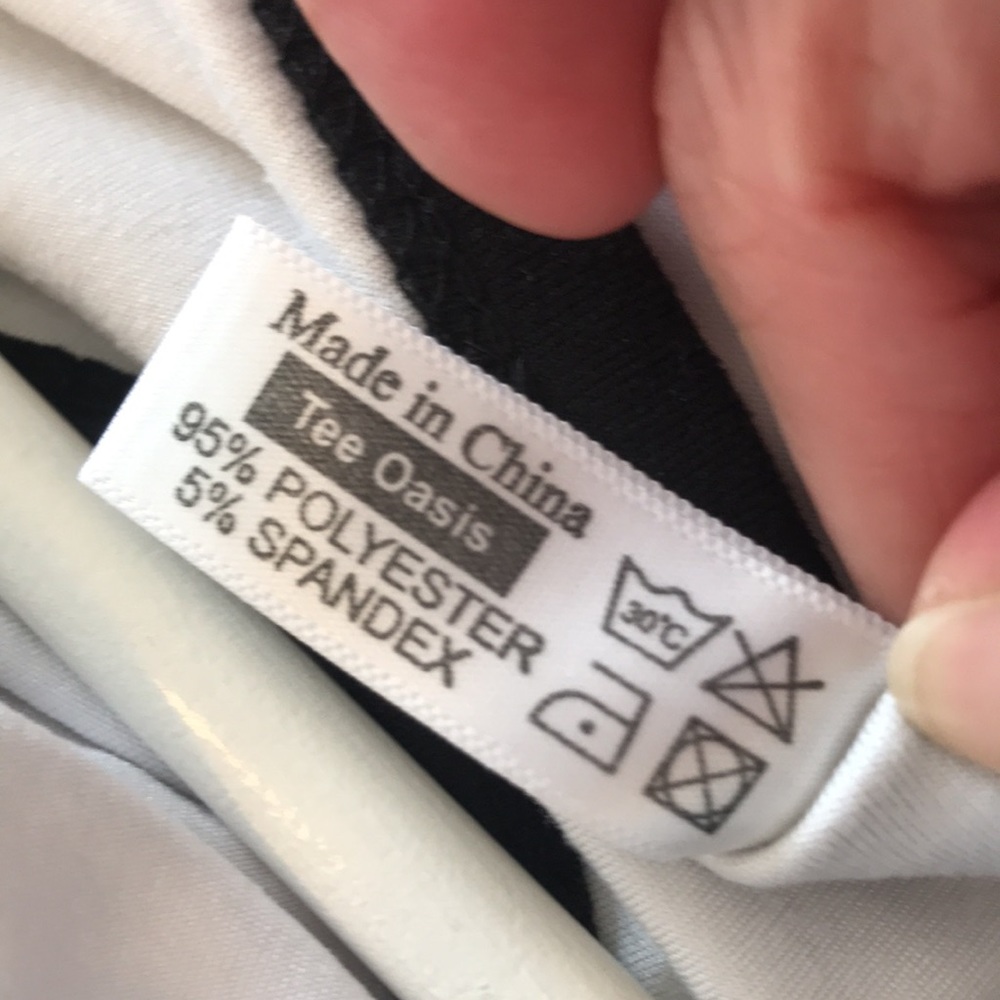 Made in China
Tee Oasis
95% POLYESTER
5% SPANDEX
30°C